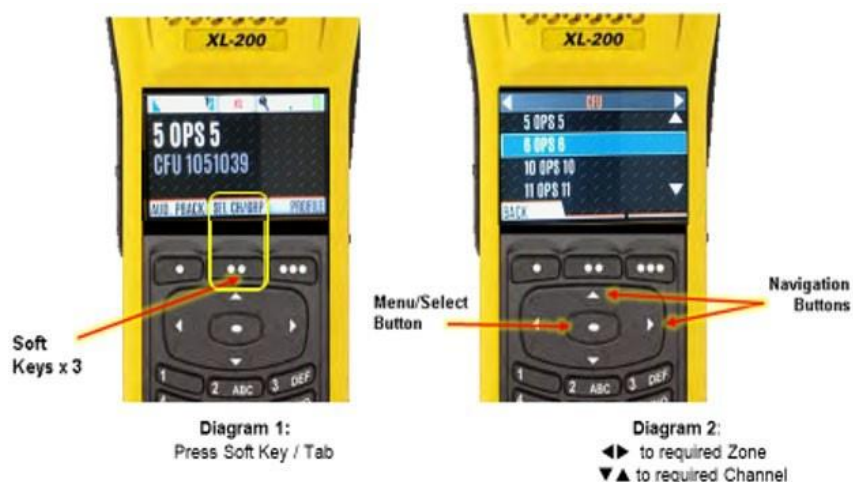 XL-200
5 OPS 5
CFU 1051039
AUD PBACK SEL CH/GRP PROFILE
1 2 ABC 3 DEF
Soft
Keys x 3
Diagram 1:
Press Soft Key / Tab
XL-200
CFU
5 OPS 5
6 OPS 6
10 OPS 10
11 OPS 11
BACK
Menu/Select
Button
Navigation
Buttons
1 2 ABC 3 DEF
Diagram 2:
◀▶ to required Zone
▼▲ to required Channel